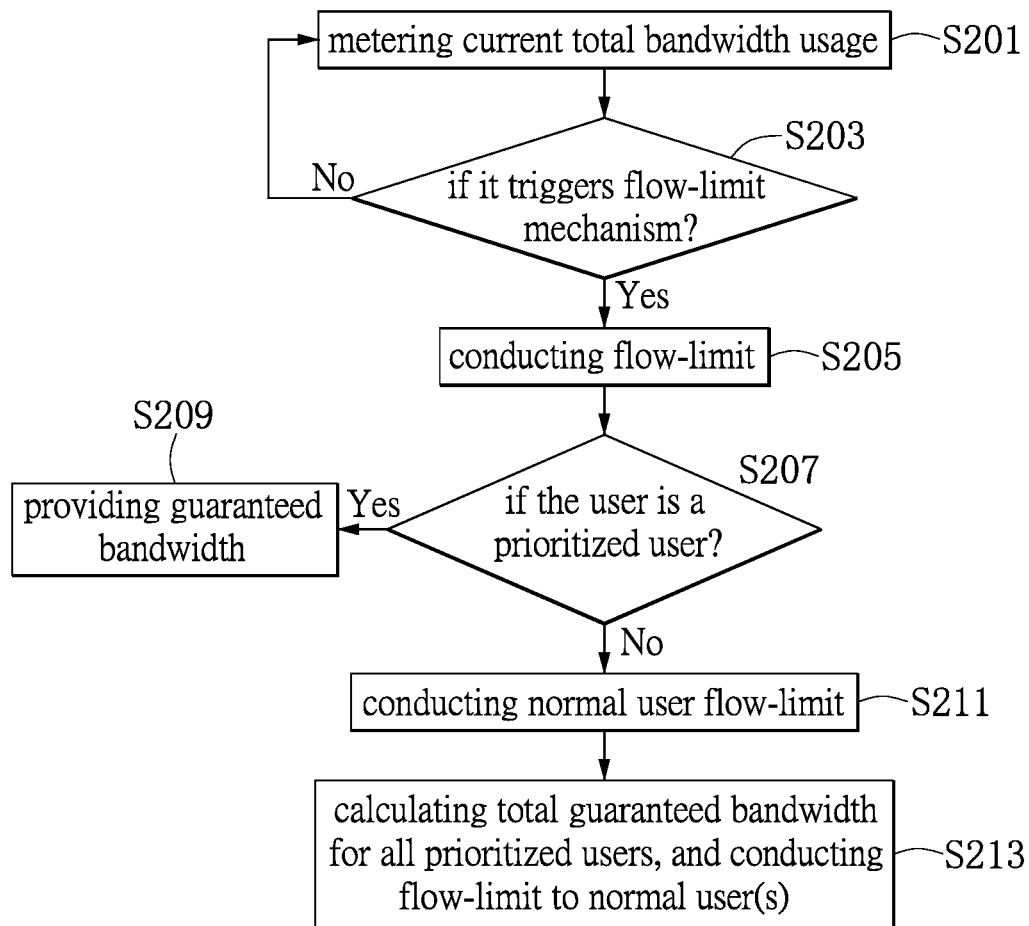 metering current total bandwidth usage
S201
S203
No
if it triggers flow-limit
mechanism?
Yes
conducting flow-limit
S205
S209
S207
providing guaranteed
bandwidth
Yes
if the user is a
prioritized user?
No
conducting normal user flow-limit
S211
calculating total guaranteed bandwidth
for all prioritized users, and conducting
flow-limit to normal user(s)
S213